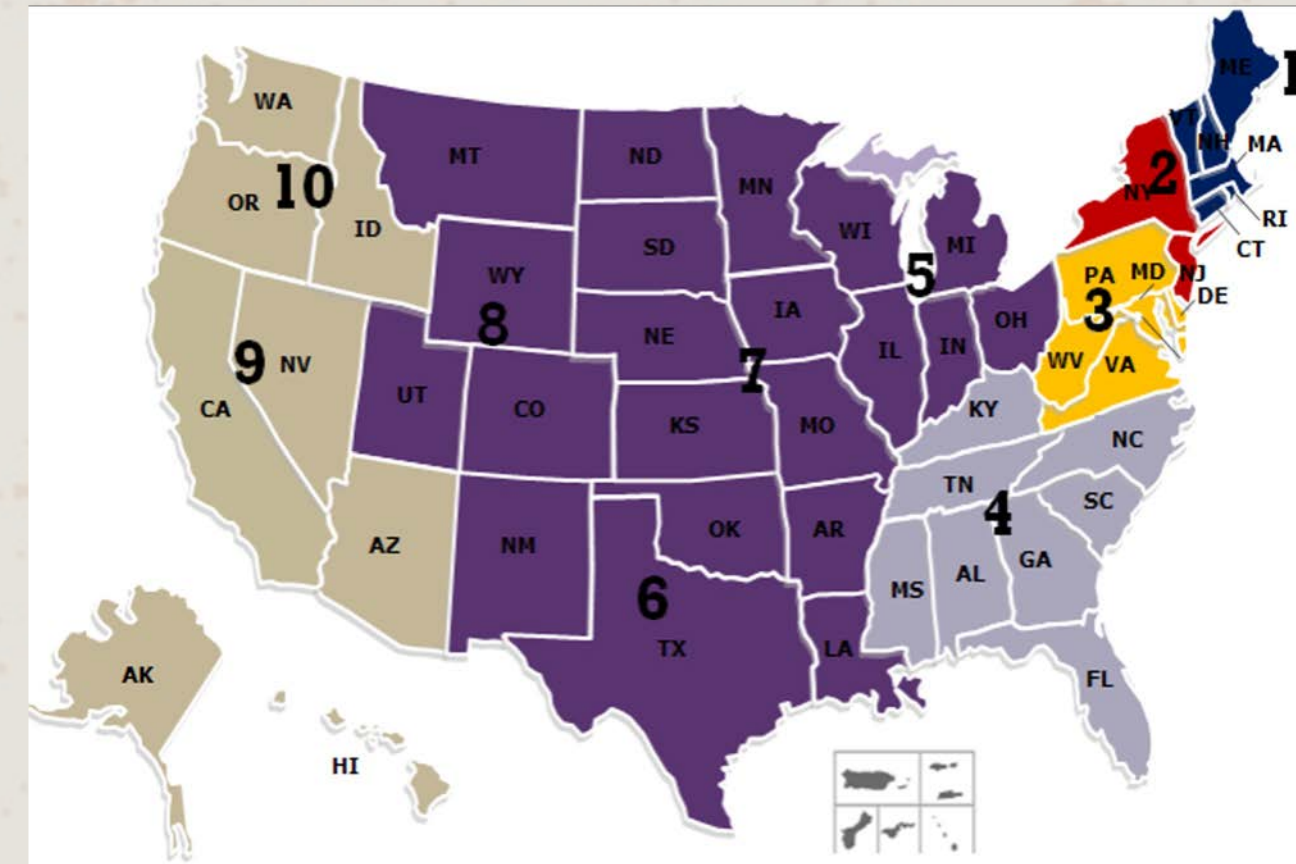 ME
1
WA
VT
NH
MA
MT
ND
MN
2
NY
OR
10
ID
RI
WI
MI
CT
SD
5
PA
MD
NJ
DE
WY
8
3
IA
OH
NE
IL
IN
9
NV
7
WV
VA
UT
CO
CA
KS
MO
KY
NC
TN
4
SC
AZ
NM
OK
AR
GA
AL
MS
6
TX
LA
AK
FL
HI